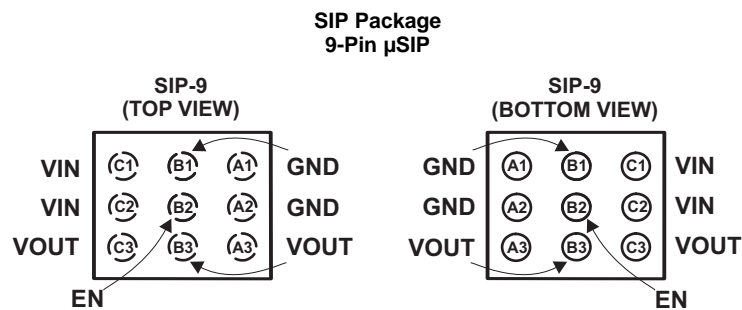 SIP Package
9-Pin µSIP
SIP-9
(TOP VIEW)
VIN C1 B1 A1 GND
VIN C2 B2 A2 GND
VOUT C3 B3 A3 VOUT
EN
SIP-9
(BOTTOM VIEW)
GND A1 B1 C1 VIN
GND A2 B2 C2 VIN
VOUT A3 B3 C3 VOUT
EN